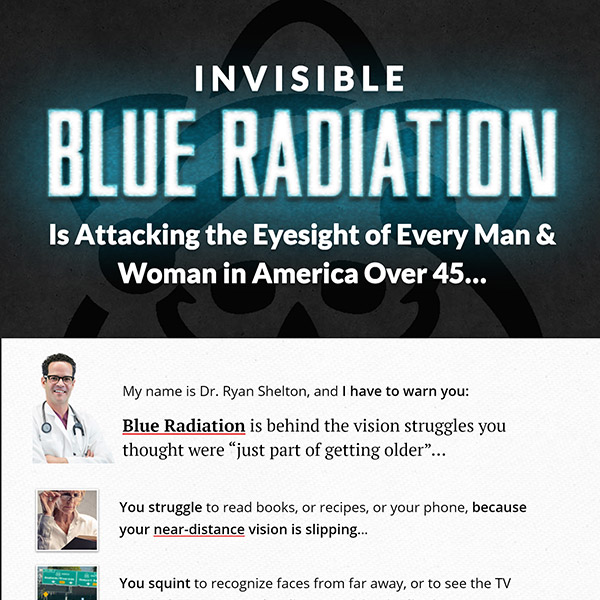 INVISIBLE
BLUE RADIATION
Is Attacking the Eyesight of Every Man &
Woman in America Over 45...
My name is Dr. Ryan Shelton, and I have to warn you:
Blue Radiation is behind the vision struggles you
thought were “just part of getting older”...
You struggle to read books, or recipes, or your phone, because
your near-distance vision is slipping...
You squint to recognize faces from far away, or to see the TV